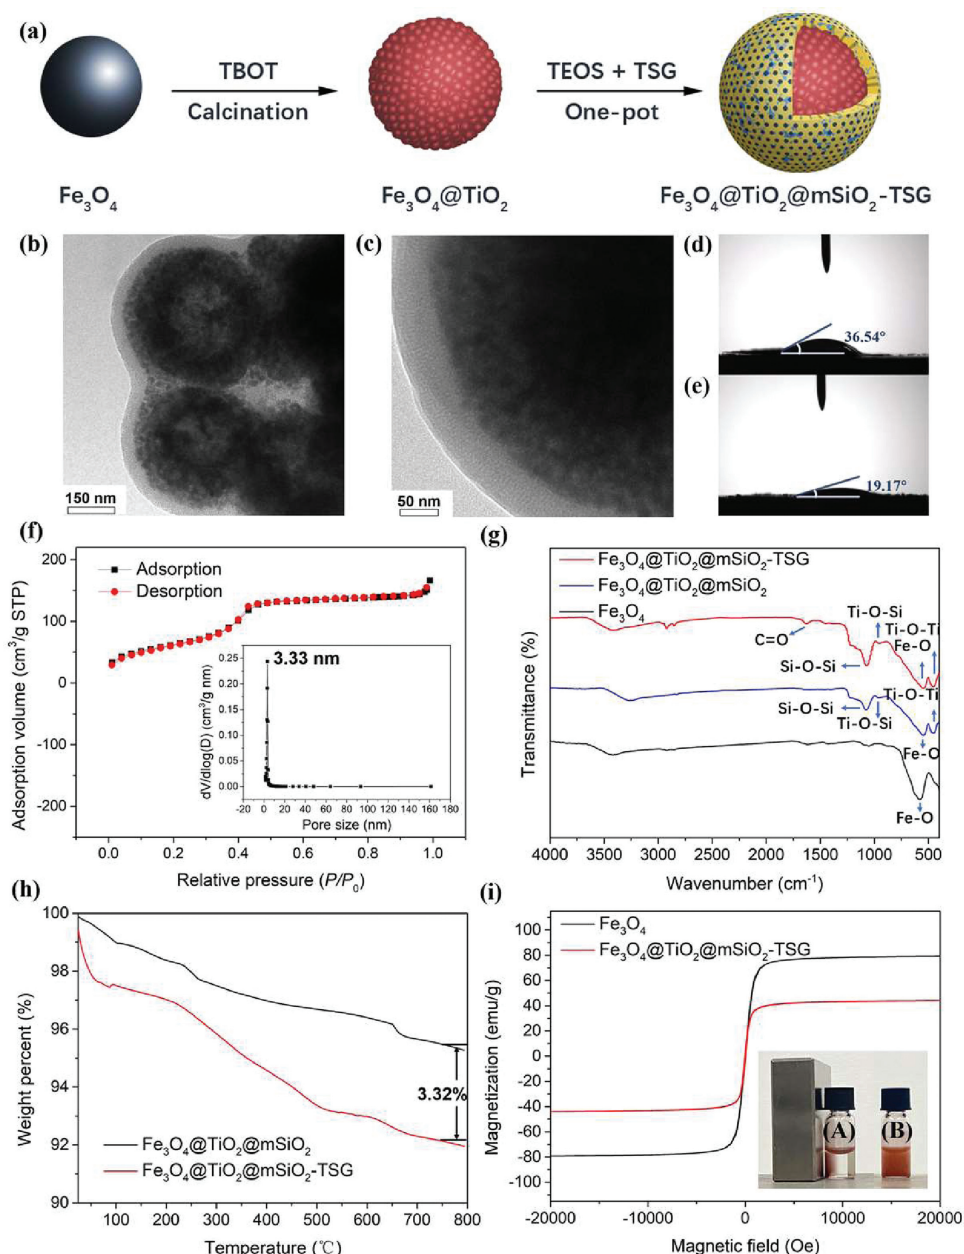 (a)
TBOT
Calcination
TEOS + TSG
One-pot
Fe₃O₄
Fe₃O₄@TiO₂
Fe₃O₄@TiO₂@mSiO₂-TSG
(b)
150 nm
(c)
50 nm
(d)
36.54°
(e)
19.17°
(f)
Adsorption volume (cm³/g STP)
200
100
0
-100
-200
Adsorption
Desorption
0.0 0.2 0.4 0.6 0.8 1.0
Relative pressure (P/P₀)
3.33 nm
dV/dlog(D) (cm³/g nm)
0.25
0.20
0.15
0.10
0.05
0.00
-20 0 20 40 60 80 100 120 140 160 180
Pore size (nm)
(g)
Transmittance (%)
Fe₃O₄@TiO₂@mSiO₂-TSG
Fe₃O₄@TiO₂@mSiO₂
Fe₃O₄
Ti-O-Si
Ti-O-Ti
C=O
Fe-O
Si-O-Si
Ti-O-Ti
Si-O-Si
Ti-O-Si
Fe-O
Fe-O
4000 3500 3000 2500 2000 1500 1000 500
Wavenumber (cm⁻¹)
(h)
Weight percent (%)
100
98
96
94
92
90
3.32%
Fe₃O₄@TiO₂@mSiO₂
Fe₃O₄@TiO₂@mSiO₂-TSG
100 200 300 400 500 600 700 800
Temperature (℃)
(i)
Magnetization (emu/g)
100
80
60
40
20
0
-20
-40
-60
-80
-100
Fe₃O₄
Fe₃O₄@TiO₂@mSiO₂-TSG
(A)
(B)
-20000 -10000 0 10000 20000
Magnetic field (Oe)